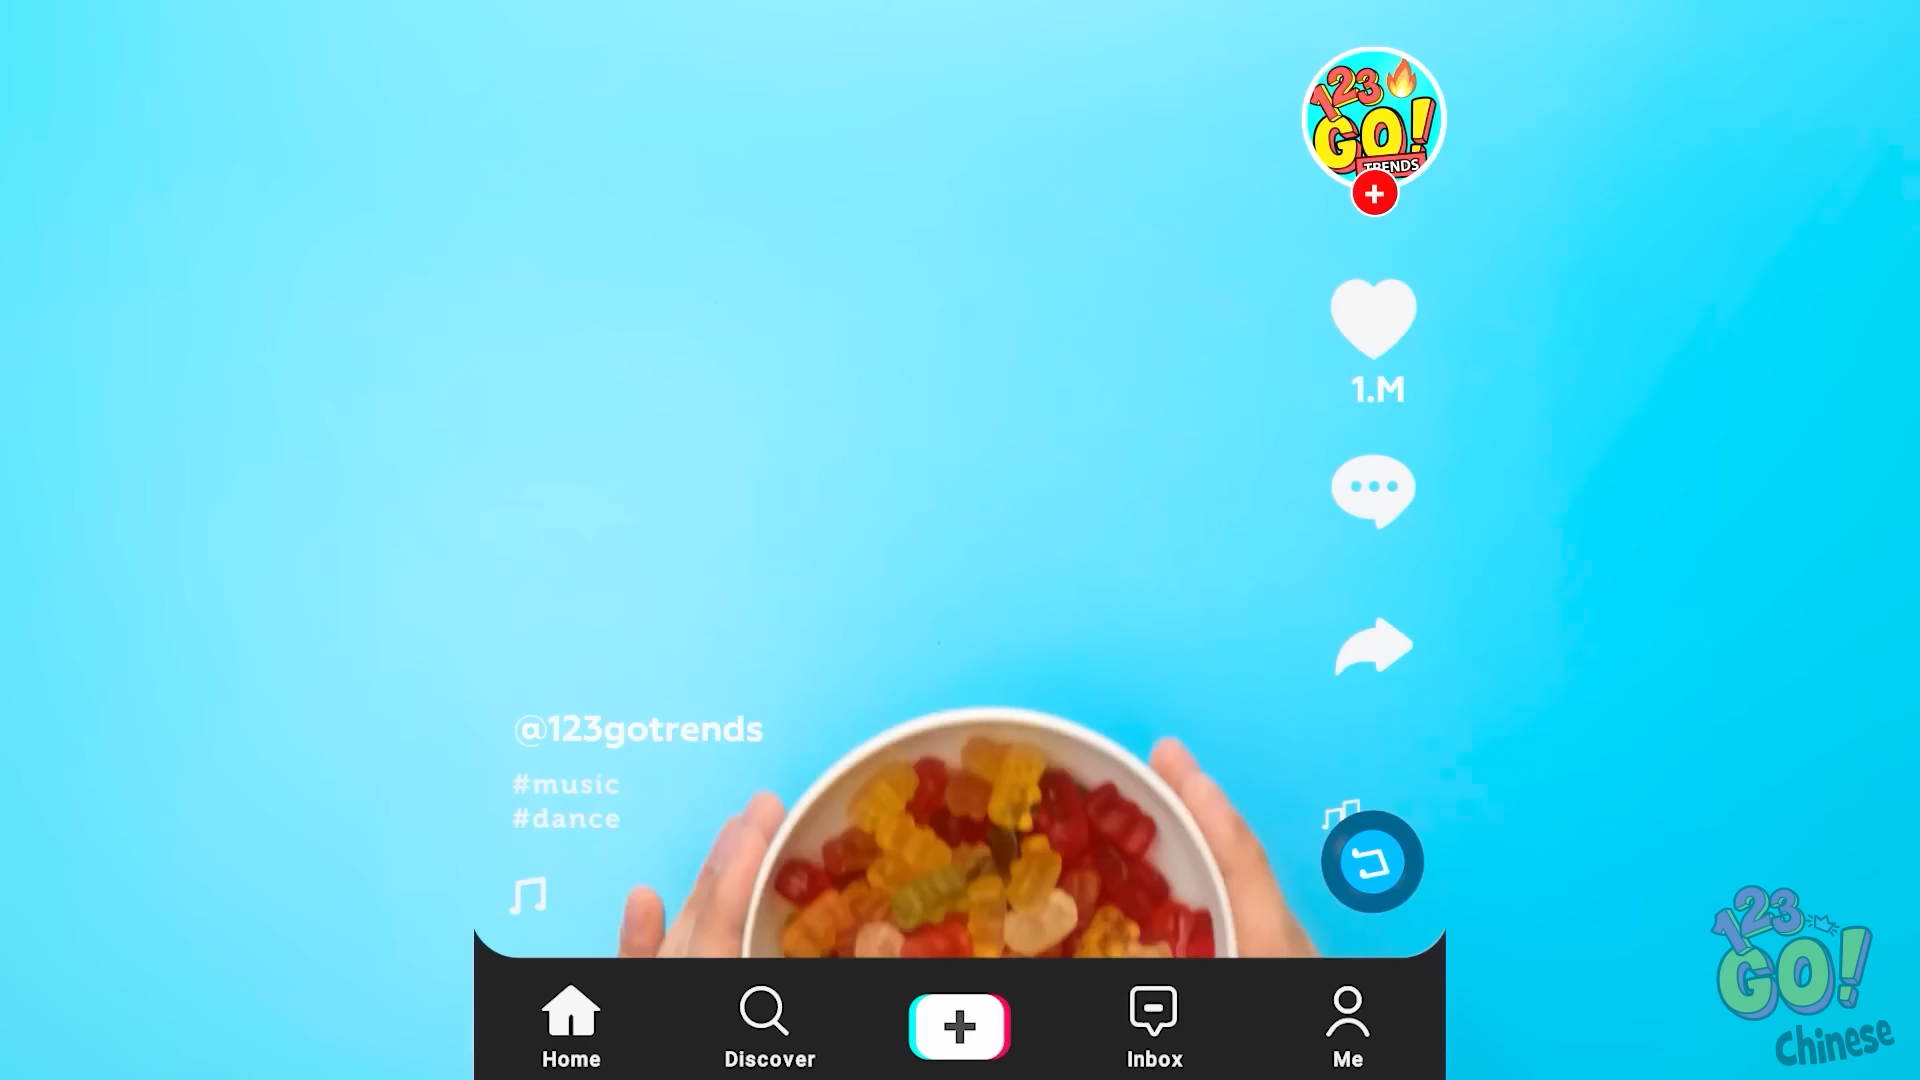 123
GO!
TRENDS
1.M
@123gotrends
#music
#dance
Home
Discover
Inbox
Me
123
GO!
Chinese